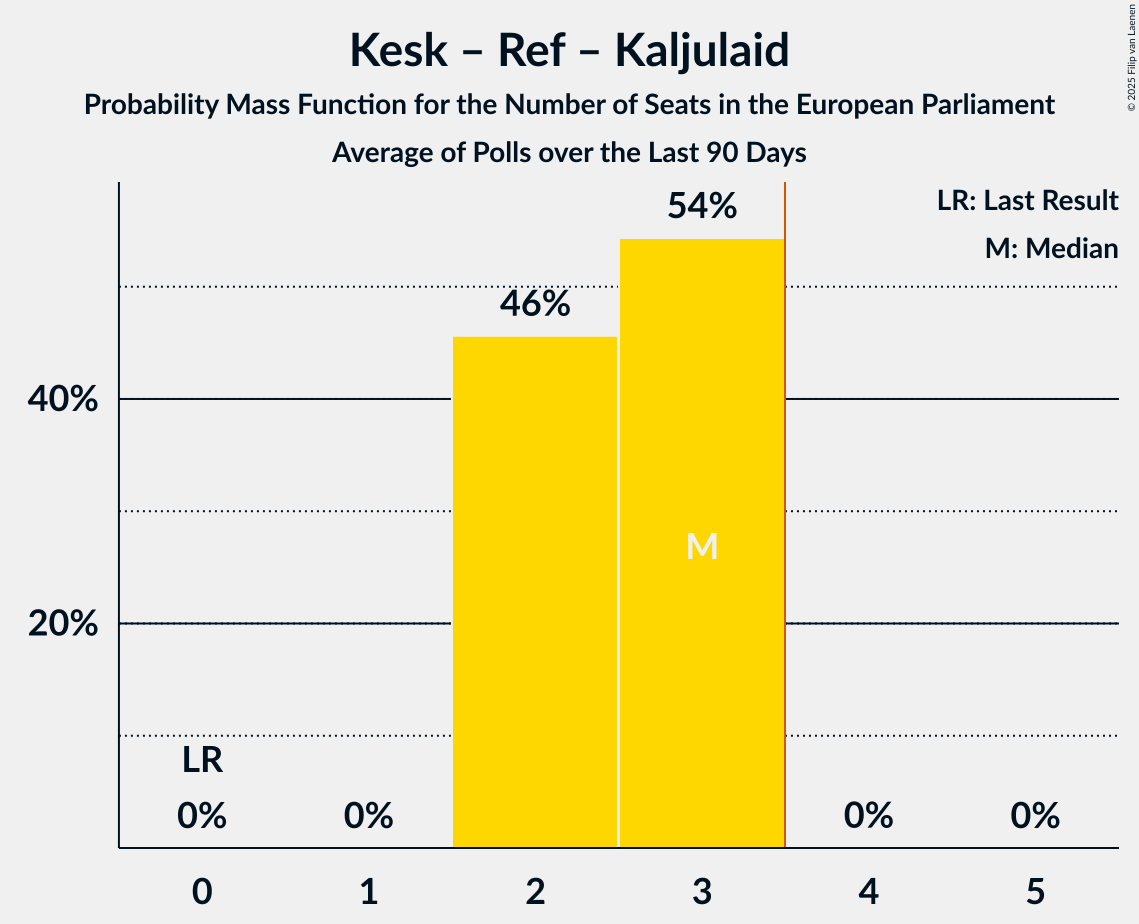 Kesk – Ref – Kaljulaid
Probability Mass Function for the Number of Seats in the European Parliament
Average of Polls over the Last 90 Days
© 2025 Filip van Laenen
LR: Last Result
M: Median
54%
46%
40%
M
20%
LR
0% 0% 0% 0%
0 1 2 3 4 5